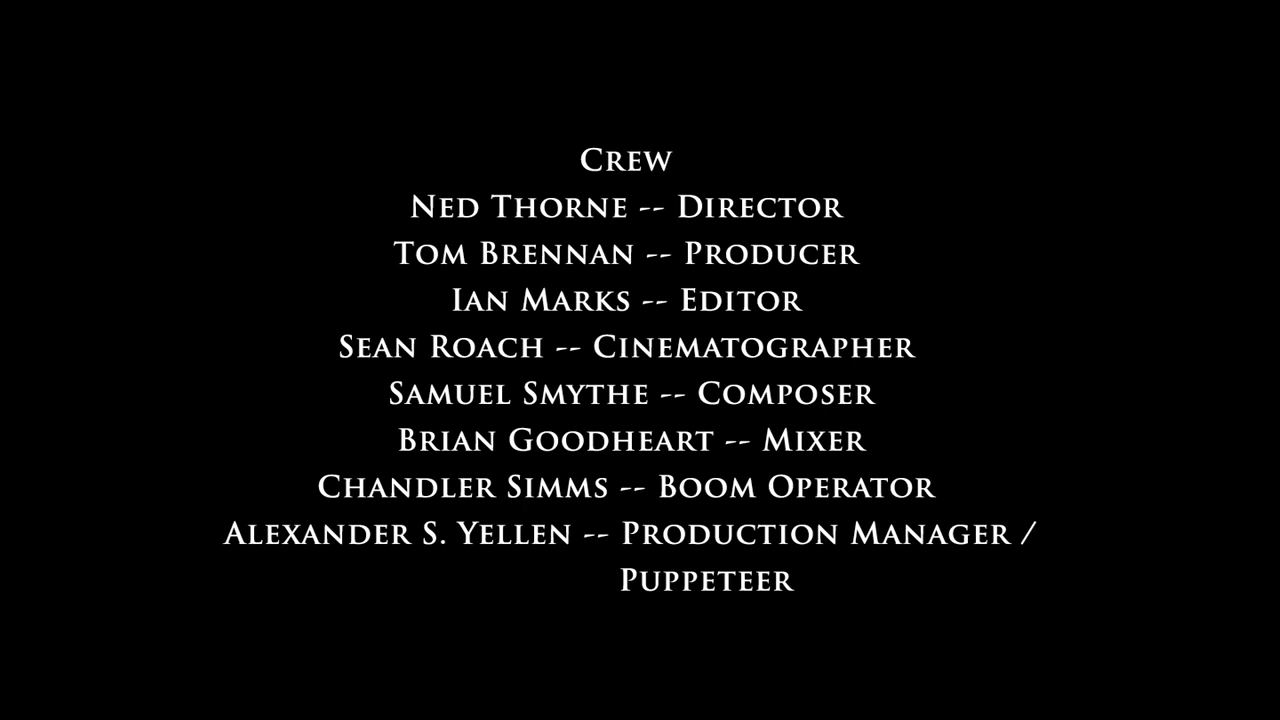 Crew
Ned Thorne -- Director
Tom Brennan -- Producer
Ian Marks -- Editor
Sean Roach -- Cinematographer
Samuel Smythe -- Composer
Brian Goodheart -- Mixer
Chandler Simms -- Boom Operator
Alexander S. Yellen -- Production Manager /
Puppeteer